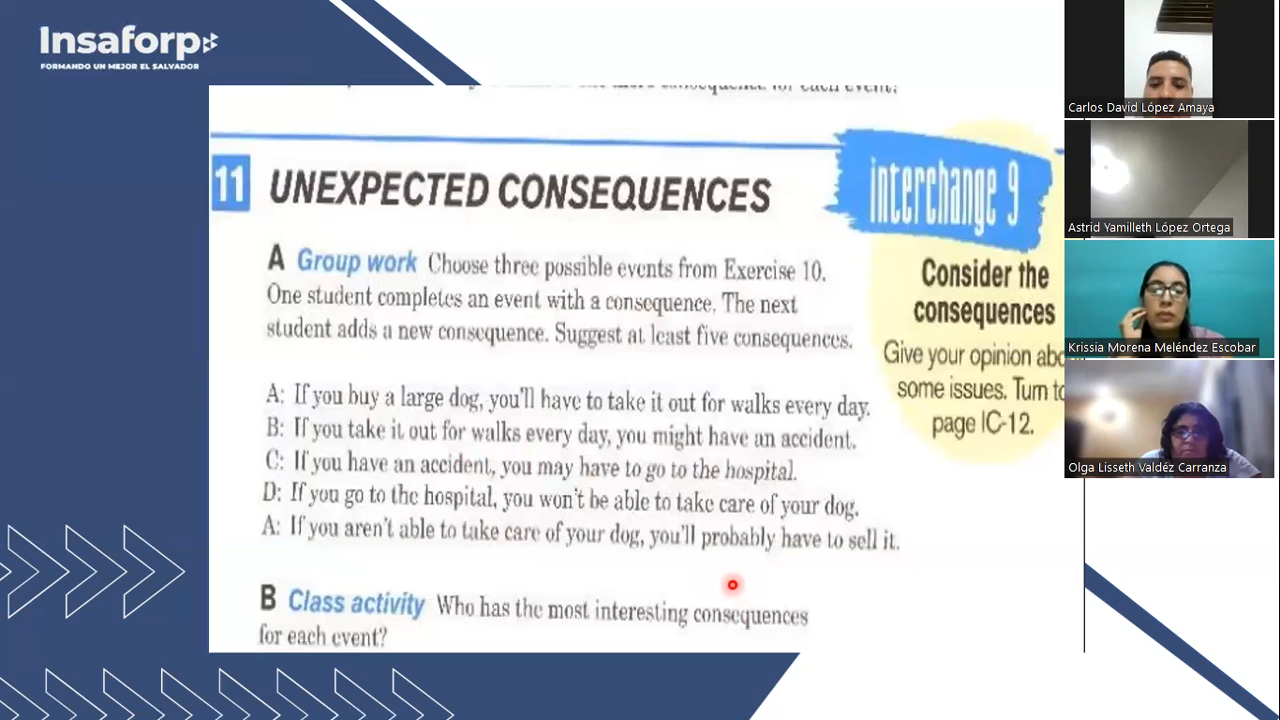 Insaforp
FORMANDO UN MEJOR EL SALVADOR
consequence for each event?
11 UNEXPECTED CONSEQUENCES
A Group work Choose three possible events from Exercise 10.
One student completes an event with a consequence. The next
student adds a new consequence. Suggest at least five consequences.
A: If you buy a large dog, you'll have to take it out for walks every day.
B: If you take it out for walks every day, you might have an accident.
C: If you have an accident, you may have to go to the hospital.
D: If you go to the hospital, you won't be able to take care of your dog.
A: If you aren't able to take care of your dog, you'll probably have to sell it.
B Class activity Who has the most interesting consequences
for each event?
interchange 9
Consider the
consequences
Give your opinion abo
some issues. Turn to
page IC-12.
Carlos David López Amaya
Astrid Yamilleth López Ortega
Krissia Morena Meléndez Escobar
Olga Lisseth Valdéz Carranza